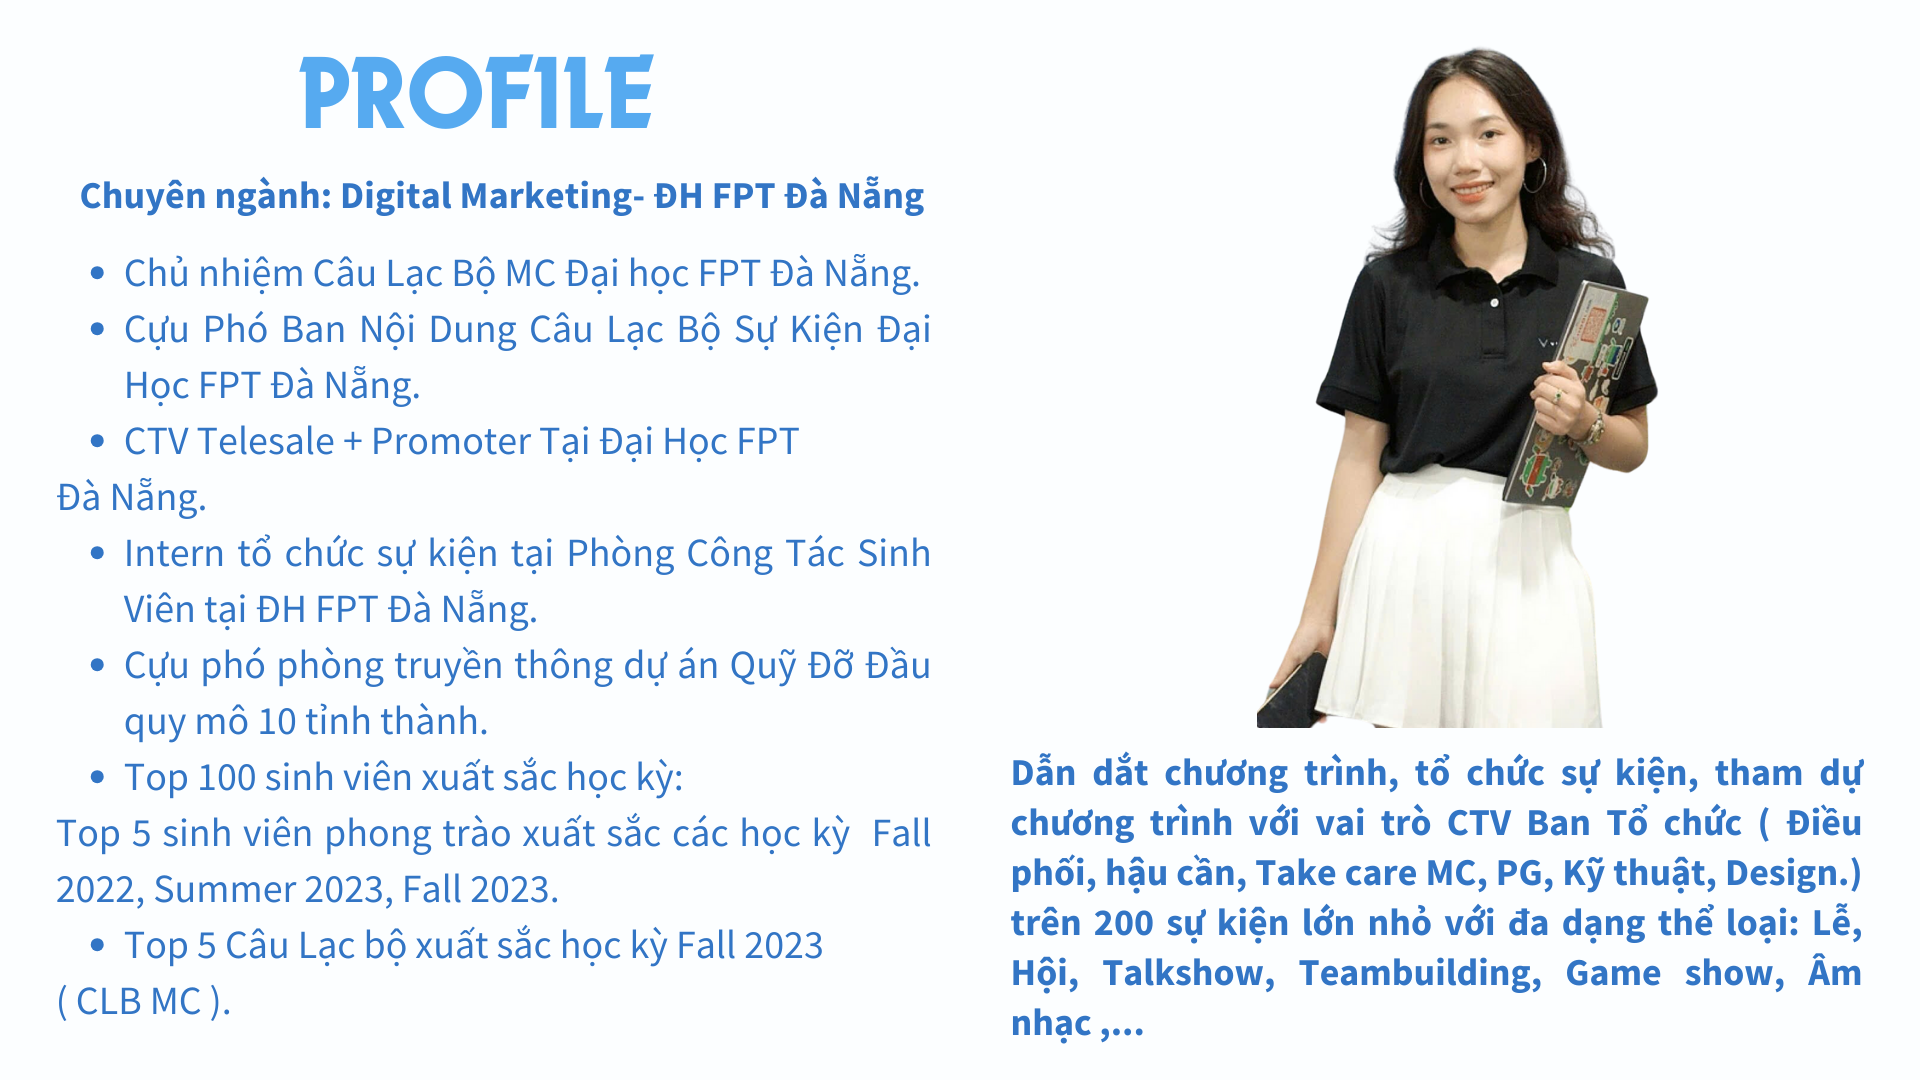 PROFILE
Chuyên ngành: Digital Marketing- ĐH FPT Đà Nẵng
• Chủ nhiệm Câu Lạc Bộ MC Đại học FPT Đà Nẵng.
• Cựu Phó Ban Nội Dung Câu Lạc Bộ Sự Kiện Đại
Học FPT Đà Nẵng.
• CTV Telesale + Promoter Tại Đại Học FPT
Đà Nẵng.
• Intern tổ chức sự kiện tại Phòng Công Tác Sinh
Viên tại ĐH FPT Đà Nẵng.
• Cựu phó phòng truyền thông dự án Quỹ Đỡ Đầu
quy mô 10 tỉnh thành.
• Top 100 sinh viên xuất sắc học kỳ:
Top 5 sinh viên phong trào xuất sắc các học kỳ  Fall
2022, Summer 2023, Fall 2023.
• Top 5 Câu Lạc bộ xuất sắc học kỳ Fall 2023
( CLB MC ).
Dẫn dắt chương trình, tổ chức sự kiện, tham dự
chương trình với vai trò CTV Ban Tổ chức ( Điều
phối, hậu cần, Take care MC, PG, Kỹ thuật, Design.)
trên 200 sự kiện lớn nhỏ với đa dạng thể loại: Lễ,
Hội, Talkshow, Teambuilding, Game show, Âm
nhạc ,...